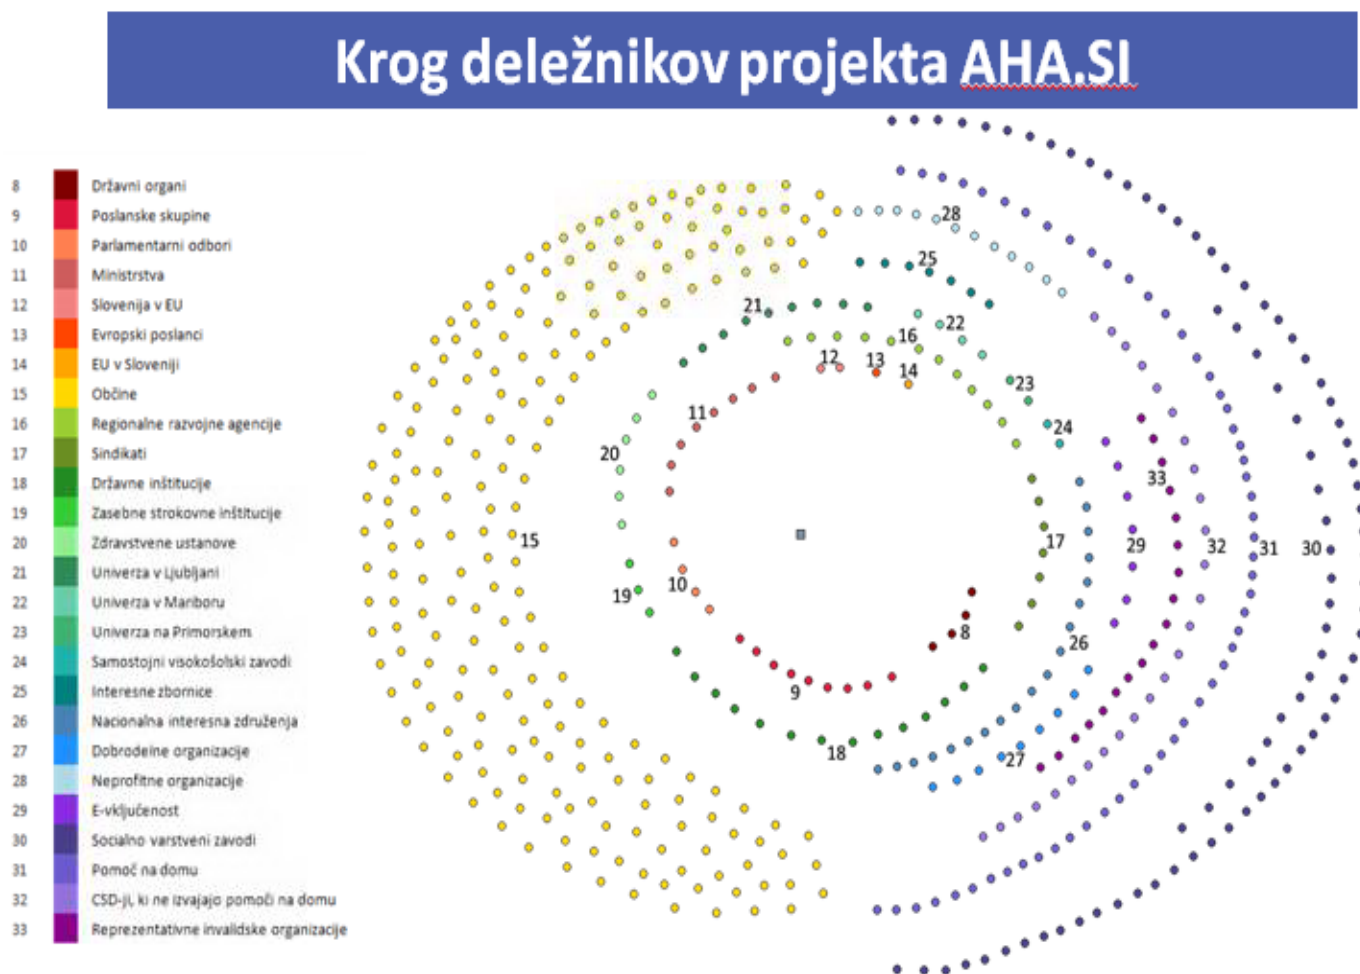 Krog deležnikov projekta AHA.SI
8 Državni organi
9 Poslanske skupine
10 Parlamentarni odbori
11 Ministrstva
12 Slovenija v EU
13 Evropski poslanci
14 EU v Sloveniji
15 Občine
16 Regionalne razvojne agencije
17 Sindikati
18 Državne inštitucije
19 Zasebne strokovne inštitucije
20 Zdravstvene ustanove
21 Univerza v Ljubljani
22 Univerza v Mariboru
23 Univerza na Primorskem
24 Samostojni visokošolski zavodi
25 Interesne zbornice
26 Nacionalna interesna združenja
27 Dobrodelne organizacije
28 Neprofitne organizacije
29 E-vključenost
30 Socialno varstveni zavodi
31 Pomoč na domu
32 CSD-ji, ki ne izvajajo pomoči na domu
33 Reprezentativne invalidske organizacije
28
25
21
22
16
12
13
14
23
11
24
20
33
15
17
29
32
31
30
10
19
8
26
9
18
27